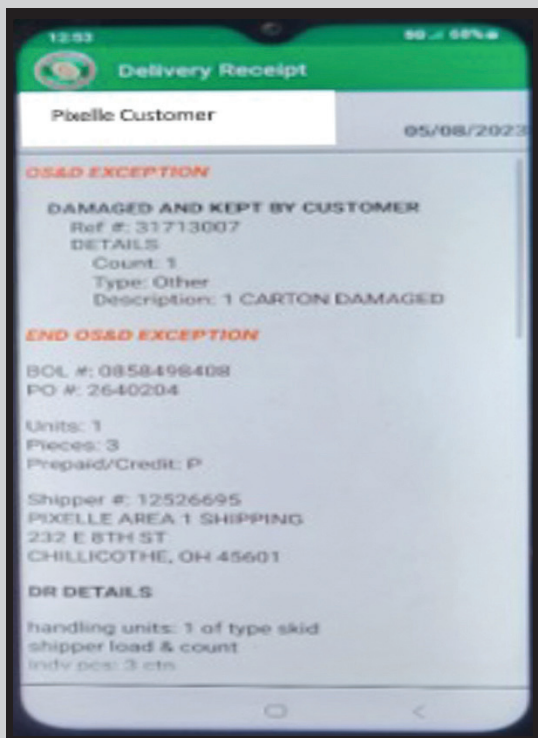 12:53
5G 68%
Delivery Receipt
Pixelle Customer
05/08/2023
OS&D EXCEPTION
DAMAGED AND KEPT BY CUSTOMER
Ref #: 31713007
DETAILS
Count: 1
Type: Other
Description: 1 CARTON DAMAGED
END OS&D EXCEPTION
BOL #: 0858498408
PO #: 2640204
Units: 1
Pieces: 3
Prepaid/Credit: P
Shipper #: 12526695
PIXELLE AREA 1 SHIPPING
232 E 8TH ST
CHILLICOTHE, OH 45601
DR DETAILS
handling units: 1 of type skid
shipper load & count
Indv pcs: 3 ctn